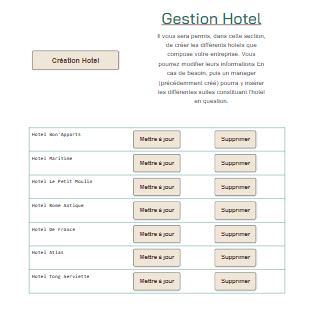 Gestion Hotel
Il vous sera permis, dans cette section,
de créer les différents hotels que
compose votre entreprise. Vous
pourrez modifier leurs informations En
cas de besoin, puis un manager
(précédemment créé) pourra y insérer
les différentes suites constituant l'hotel
en question.
Création Hotel
Hotel Bon'Apports Mettre à jour Supprimer
Hotel Maritime Mettre à jour Supprimer
Hotel Le Petit Moulin Mettre à jour Supprimer
Hotel Rome Antique Mettre à jour Supprimer
Hotel De France Mettre à jour Supprimer
Hotel Atlas Mettre à jour Supprimer
Hotel Tong Serviette Mettre à jour Supprimer